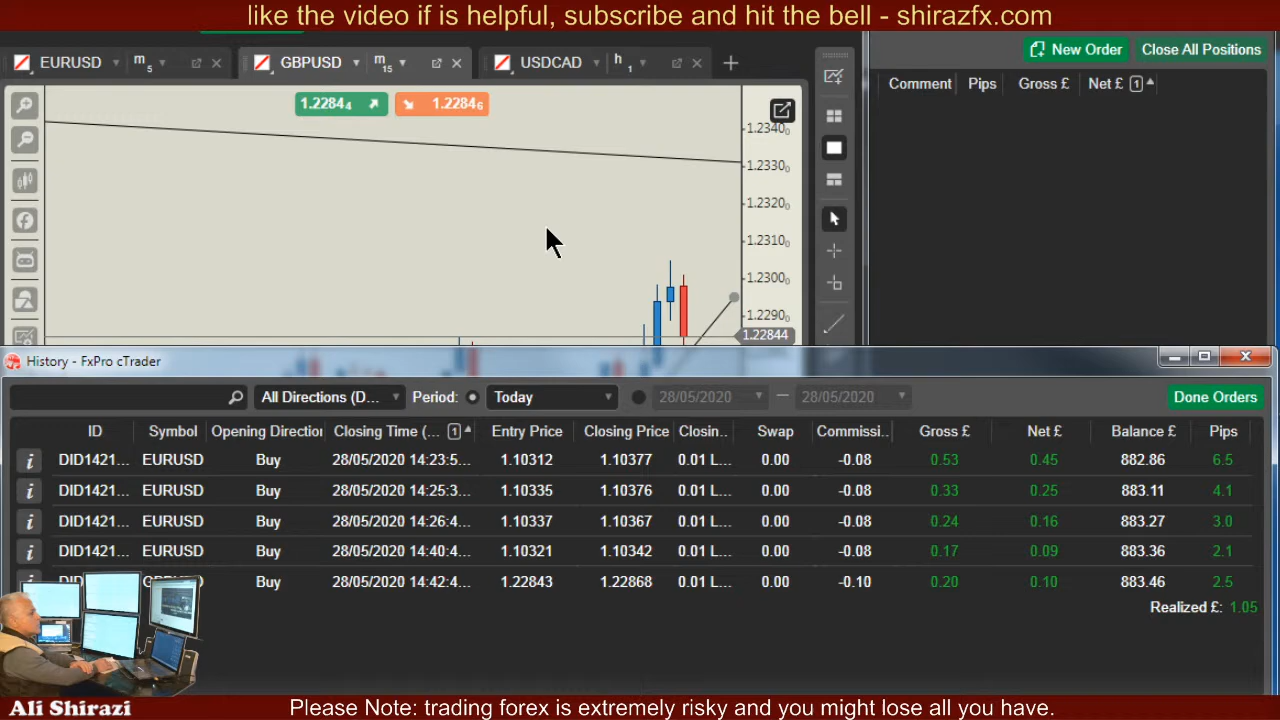 like the video if is helpful, subscribe and hit the bell - shirazfx.com
EURUSD m5 GBPUSD m15 USDCAD h1
New Order Close All Positions
Comment Pips Gross £ Net £ 1
1.22844 1.22846
1.23400
1.23300
1.23200
1.23100
1.23000
1.22900
1.22844
History - FxPro cTrader
All Directions (D... Period: Today 28/05/2020 — 28/05/2020 Done Orders
ID Symbol Opening Direction Closing Time (... 1 Entry Price Closing Price Closin... Swap Commissi... Gross £ Net £ Balance £ Pips
DID1421... EURUSD Buy 28/05/2020 14:23:5... 1.10312 1.10377 0.01 L... 0.00 -0.08 0.53 0.45 882.86 6.5
DID1421... EURUSD Buy 28/05/2020 14:25:3... 1.10335 1.10376 0.01 L... 0.00 -0.08 0.33 0.25 883.11 4.1
DID1421... EURUSD Buy 28/05/2020 14:26:4... 1.10337 1.10367 0.01 L... 0.00 -0.08 0.24 0.16 883.27 3.0
DID1421... EURUSD Buy 28/05/2020 14:40:4... 1.10321 1.10342 0.01 L... 0.00 -0.08 0.17 0.09 883.36 2.1
Buy 28/05/2020 14:42:4... 1.22843 1.22868 0.01 L... 0.00 -0.10 0.20 0.10 883.46 2.5
Realized £: 1.05
Ali Shirazi
Please Note: trading forex is extremely risky and you might lose all you have.